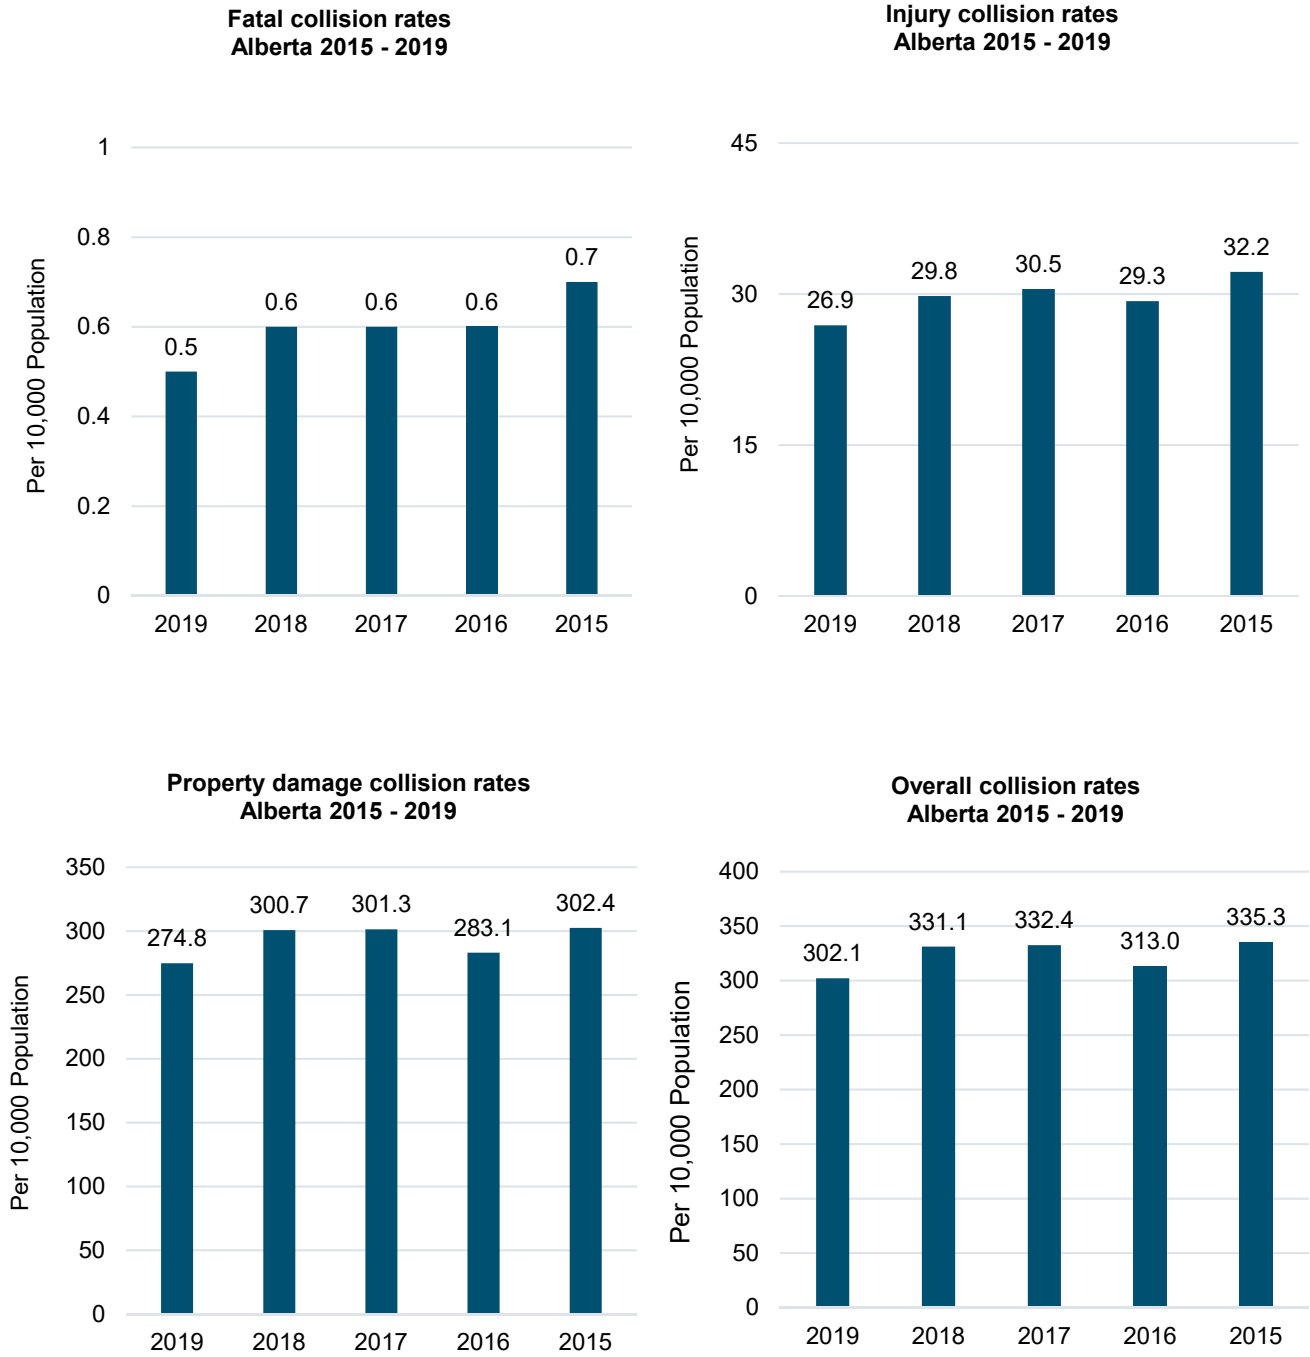 Fatal collision rates
Alberta 2015 - 2019
Per 10,000 Population
1
0.8
0.6
0.4
0.2
0
0.5
0.6
0.6
0.6
0.7
2019 2018 2017 2016 2015
Injury collision rates
Alberta 2015 - 2019
Per 10,000 Population
45
30
15
0
26.9
29.8
30.5
29.3
32.2
2019 2018 2017 2016 2015
Property damage collision rates
Alberta 2015 - 2019
Per 10,000 Population
350
300
250
200
150
100
50
0
274.8
300.7
301.3
283.1
302.4
2019 2018 2017 2016 2015
Overall collision rates
Alberta 2015 - 2019
Per 10,000 Population
400
350
300
250
200
150
100
50
0
302.1
331.1
332.4
313.0
335.3
2019 2018 2017 2016 2015